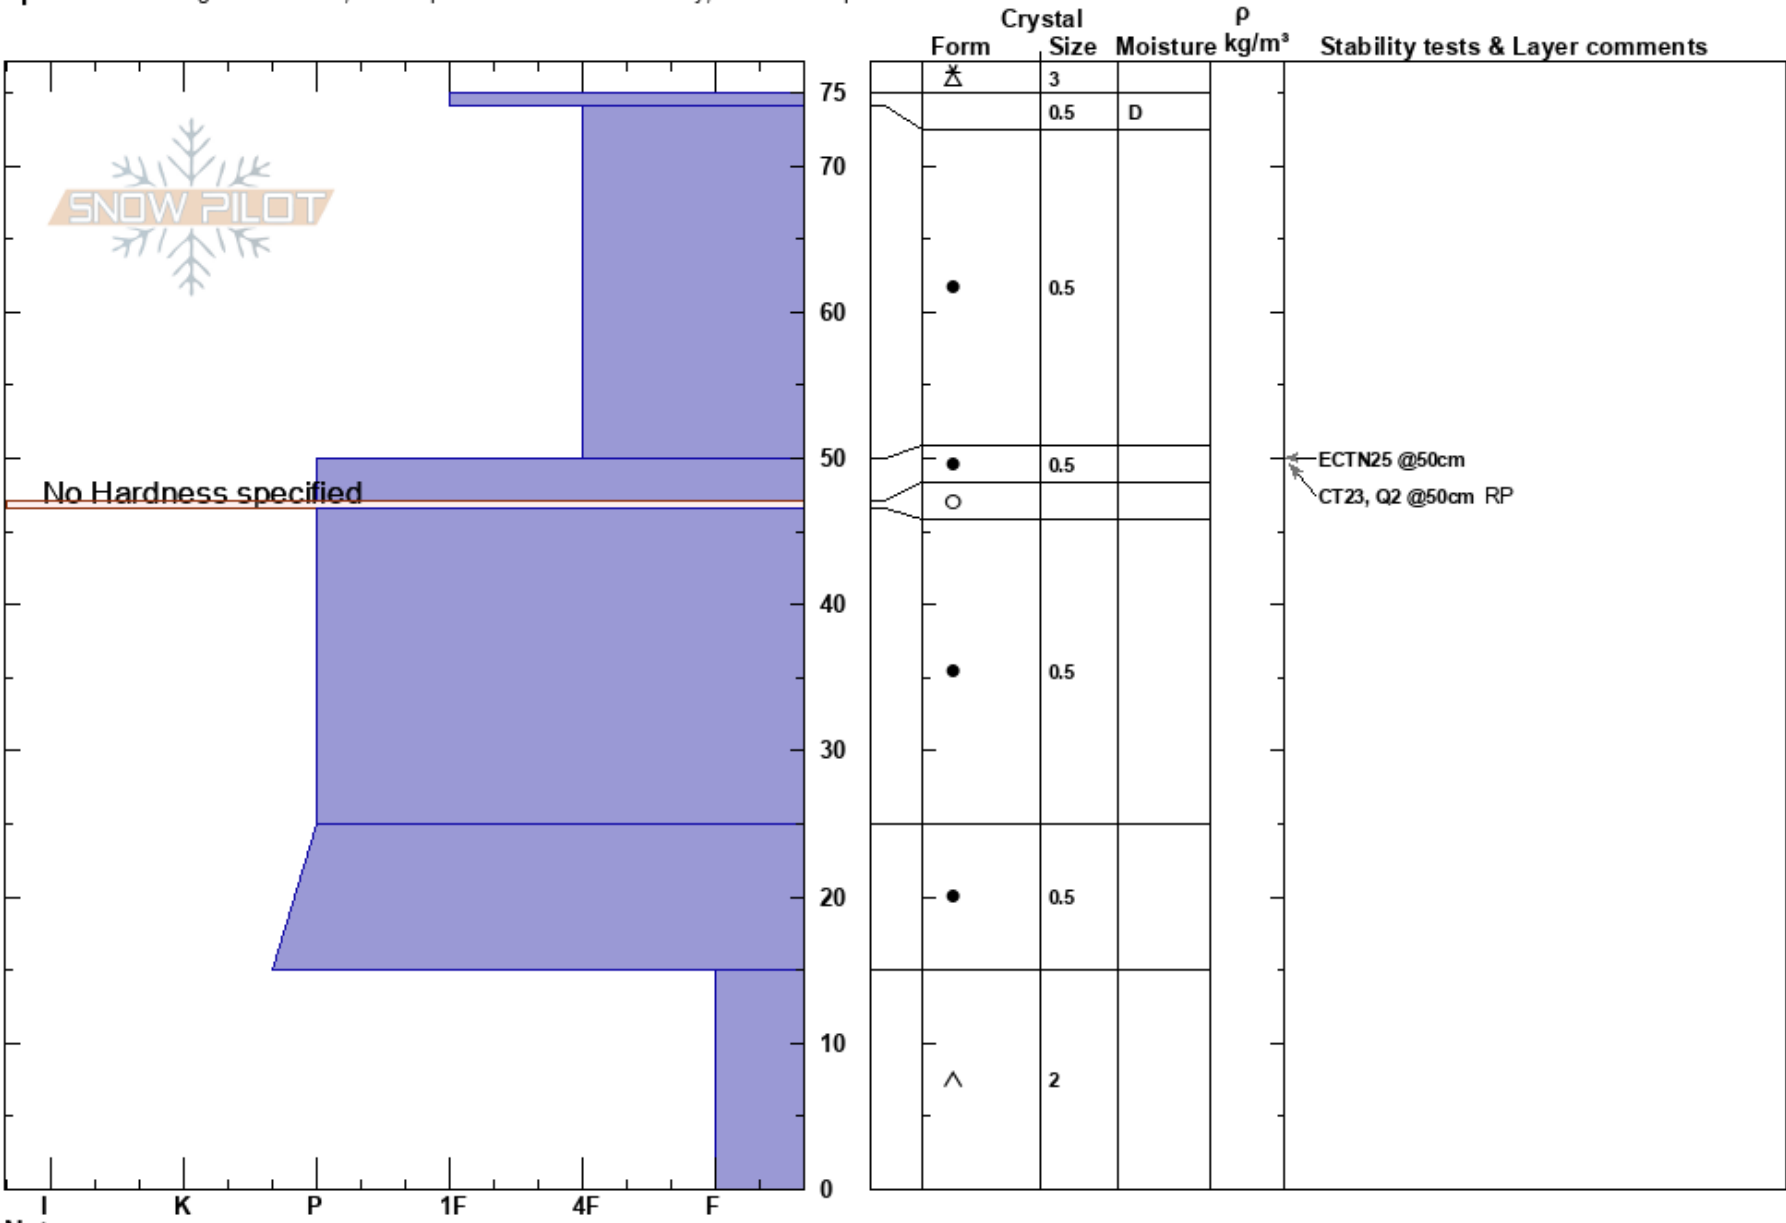 Crystal ρ
Form Size Moisture kg/m³ Stability tests & Layer comments
3
75
0.5 D
70
SNOW PILOT
0.5
60
50
0.5
ECTN25 @50cm
No Hardness specified
CT23, Q2 @50cm RP
40
0.5
30
20
0.5
10
2
0
I K P 1F 4F F